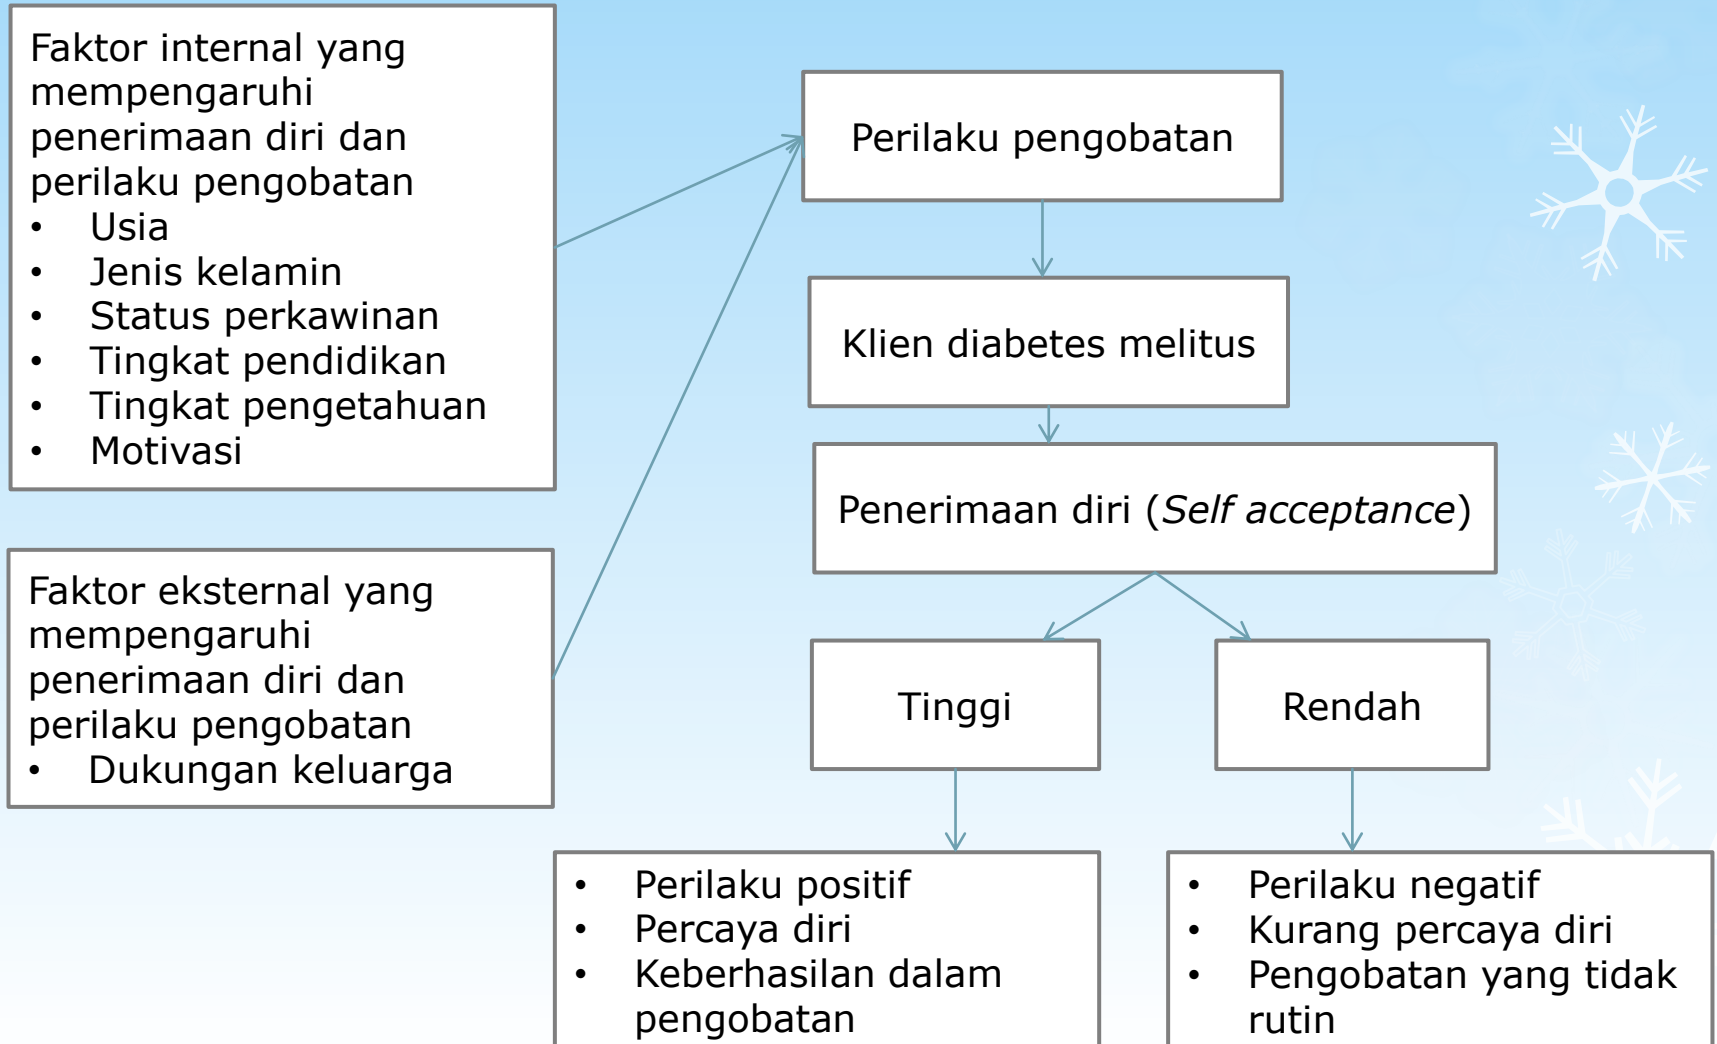 Faktor internal yang
mempengaruhi
penerimaan diri dan
perilaku pengobatan
• Usia
• Jenis kelamin
• Status perkawinan
• Tingkat pendidikan
• Tingkat pengetahuan
• Motivasi
Faktor eksternal yang
mempengaruhi
penerimaan diri dan
perilaku pengobatan
• Dukungan keluarga
Perilaku pengobatan
Klien diabetes melitus
Penerimaan diri (Self acceptance)
Tinggi
Rendah
• Perilaku positif
• Percaya diri
• Keberhasilan dalam
pengobatan
• Perilaku negatif
• Kurang percaya diri
• Pengobatan yang tidak
rutin